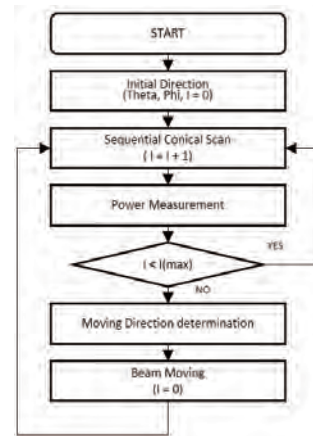 START
Initial Direction
(Theta, Phi, I = 0)
Sequential Conical Scan
( I = I + 1)
Power Measurement
YES
I < I(max)
NO
Moving Direction determination
Beam Moving
(I = 0)